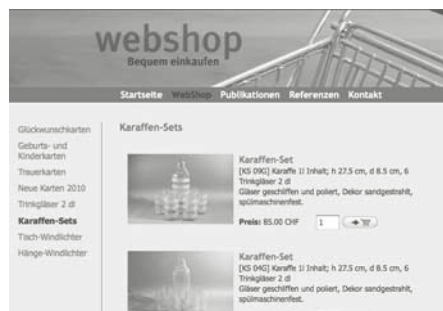 webshop
Bequem einkaufen
Startseite WebShop Publikationen Referenzen Kontakt
Glückwunschkarten
Geburts- und
Kinderkarten
Trauerkarten
Neue Karten 2010
Trinkgläser 2 dl
Karaffen-Sets
Tisch-Windlichter
Hänge-Windlichter
Karaffen-Sets
Karaffen-Set
[KS 09G] Karaffe 1l Inhalt; h 27.5 cm, d 8.5 cm, 6
Trinkgläser 2 dl
Gläser geschliffen und poliert, Dekor sandgestrahlt,
spülmaschinenfest.
Preis: 85.00 CHF 1
Karaffen-Set
[KS 04G] Karaffe 1l Inhalt; h 27.5 cm, d 8.5 cm, 6
Trinkgläser 2 dl
Gläser geschliffen und poliert, Dekor sandgestrahlt,
spülmaschinenfest.